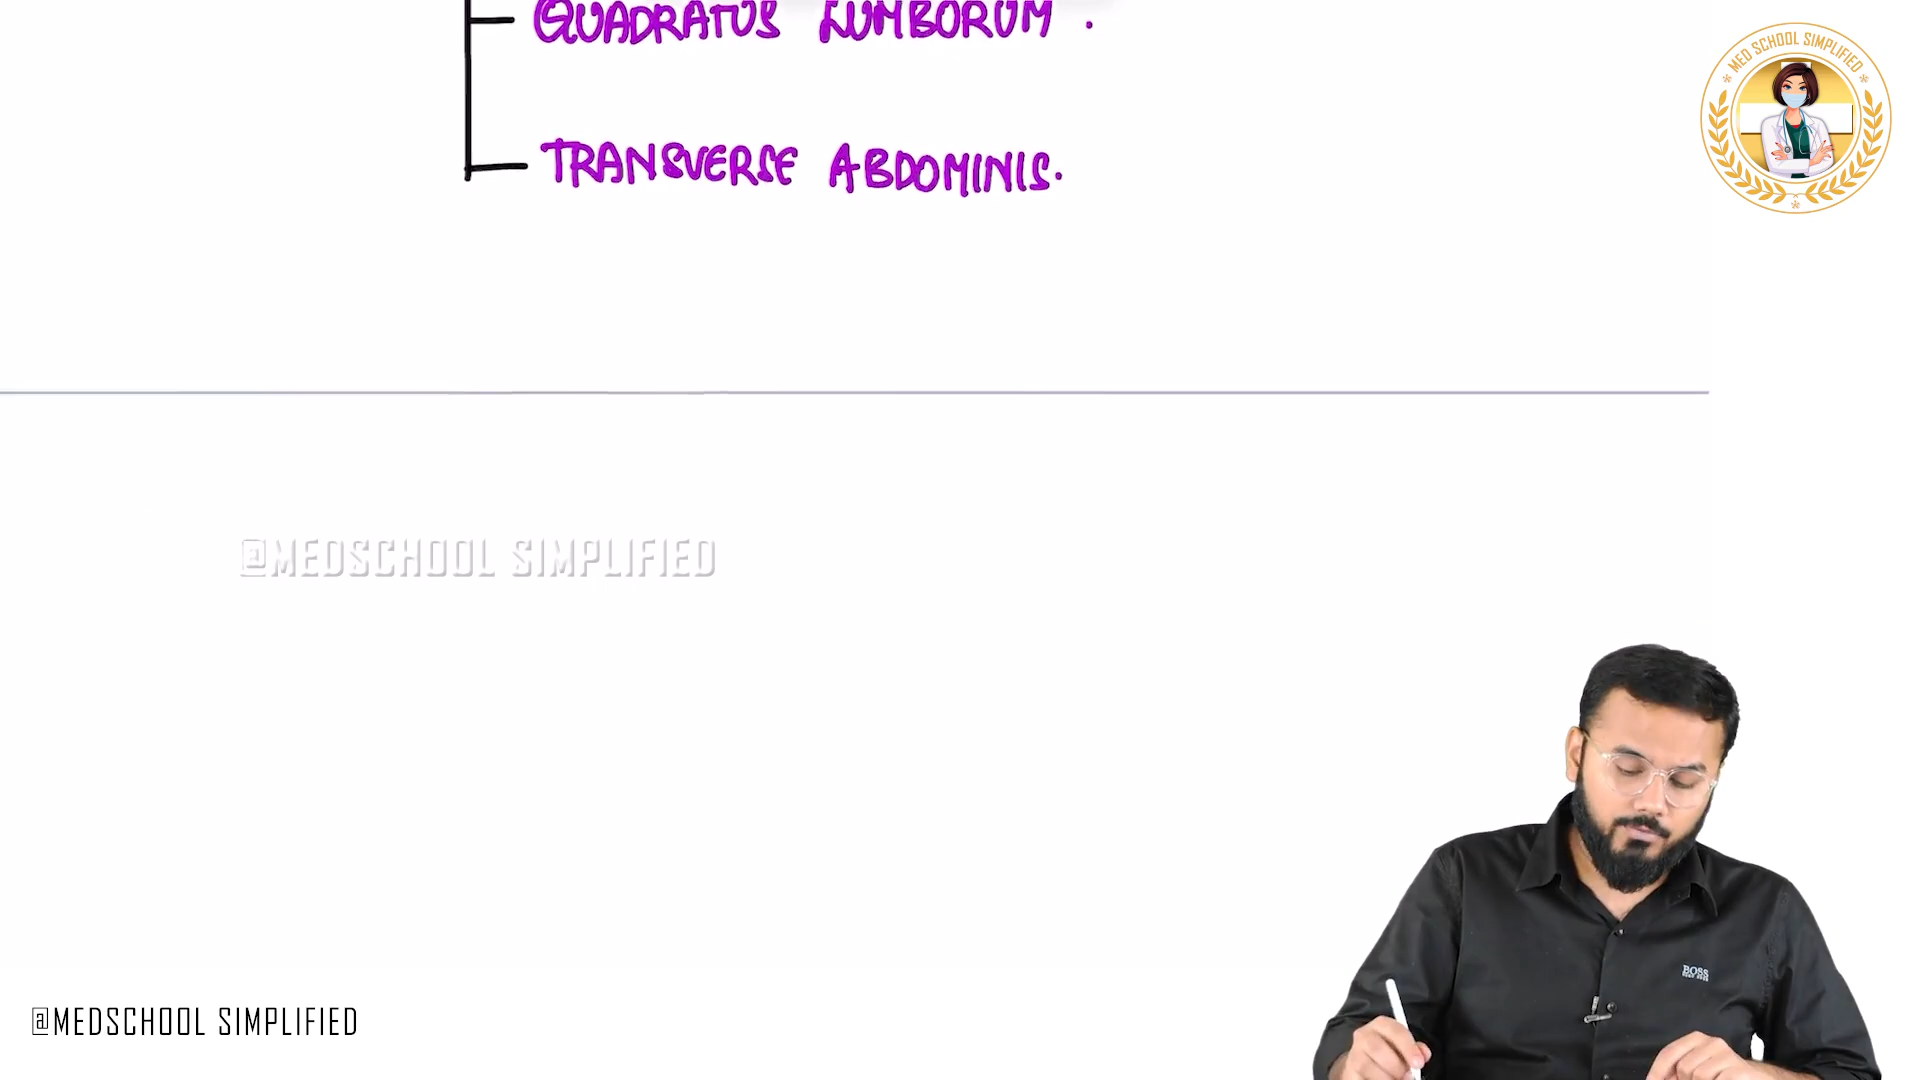 QUADRATUS LUMBORUM .
MED SCHOOL SIMPLIFIED
TRANSVERSE ABDOMINIS.
@MEDSCHOOL SIMPLIFIED
BOSS
@MEDSCHOOL SIMPLIFIED